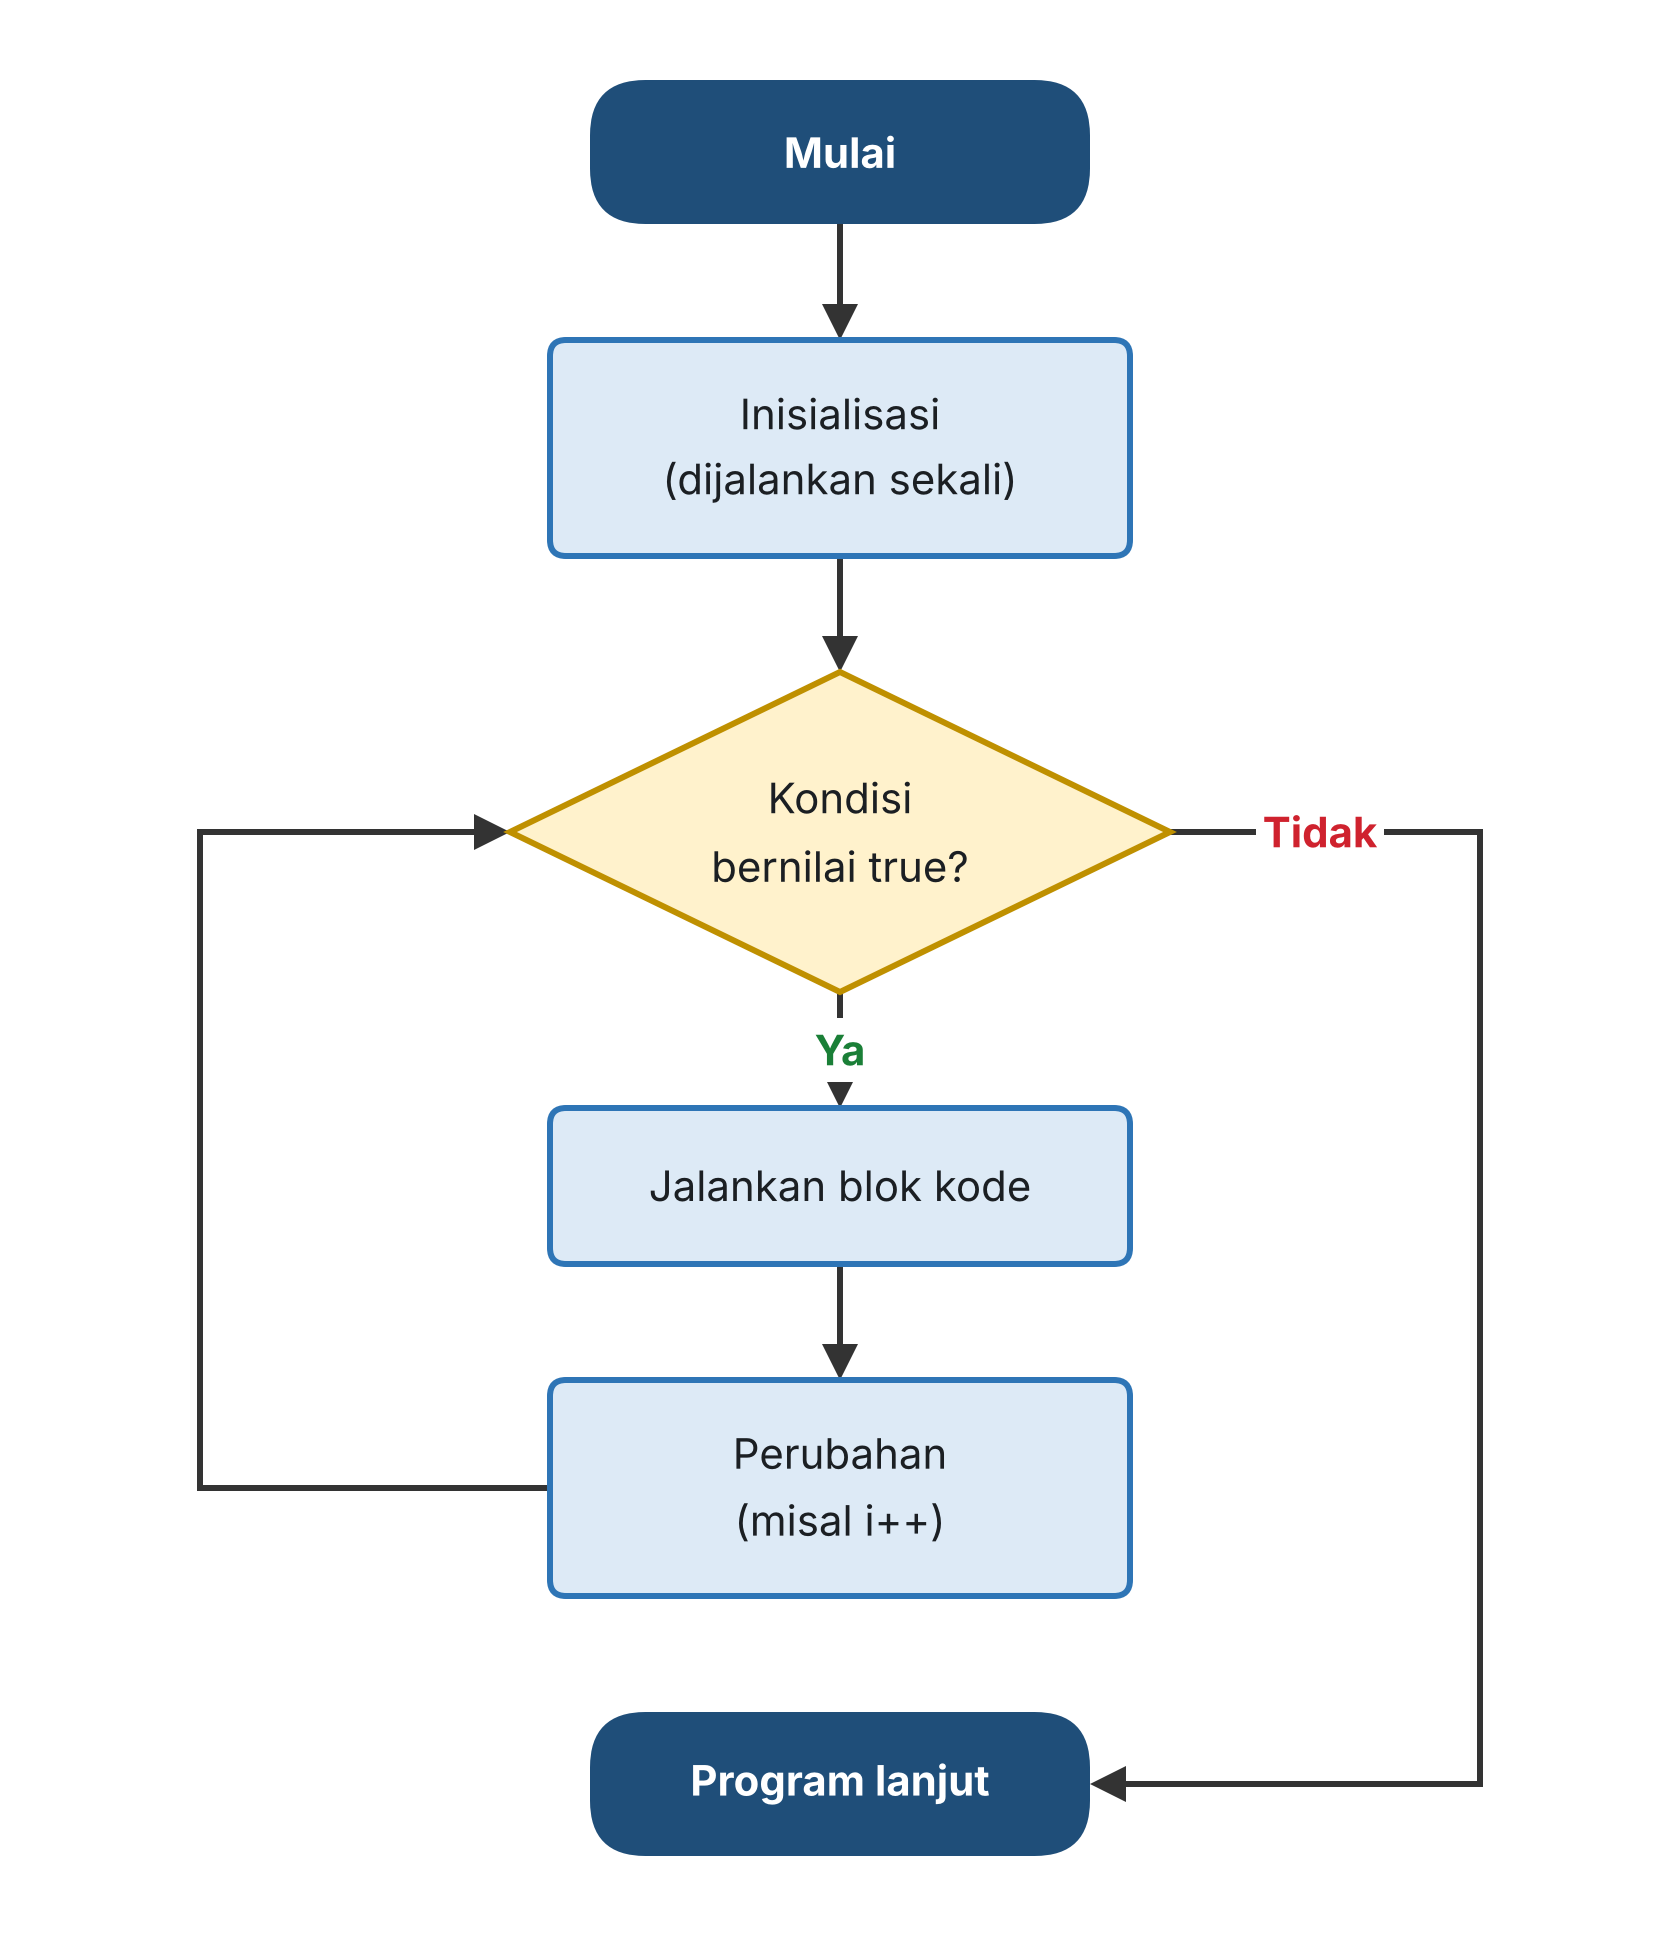 Mulai
Inisialisasi
(dijalankan sekali)
Kondisi
bernilai true?
Tidak
Ya
Jalankan blok kode
Perubahan
(misal i++)
Program lanjut